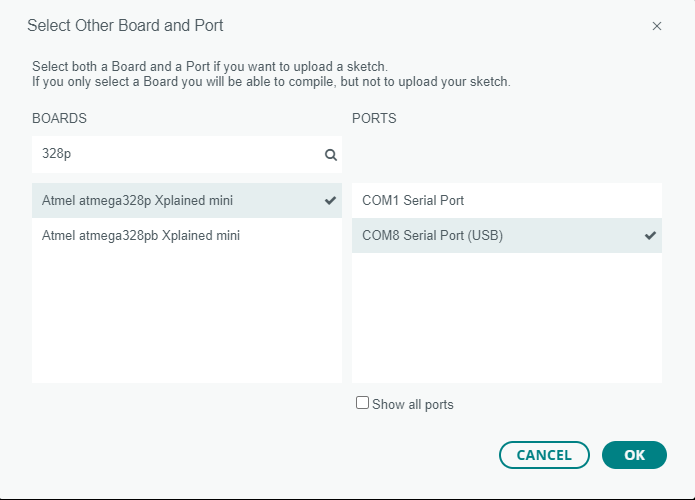 Select Other Board and Port
Select both a Board and a Port if you want to upload a sketch.
If you only select a Board you will be able to compile, but not to upload your sketch.
BOARDS
328p
Atmel atmega328p Xplained mini
Atmel atmega328pb Xplained mini
PORTS
COM1 Serial Port
COM8 Serial Port (USB)
Show all ports
CANCEL
OK